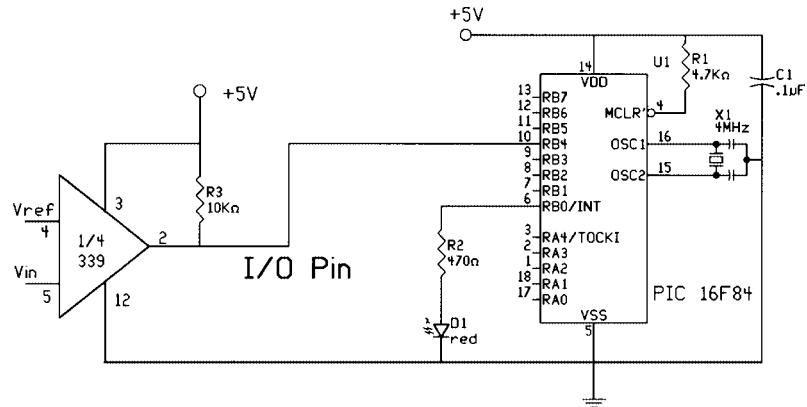 +5V
+5V
3
R3
10KΩ
Vref
4
1/4
339
2
Vin
5
12
I/O Pin
14
VDD
U1
R1
4.7KΩ
C1
.1µF
13 RB7
12 RB6
11 RB5
10 RB4
9 RB3
8 RB2
7 RB1
6 RB0/INT
3 RA4/TOCKI
2 RA3
1 RA2
18 RA1
17 RA0
MCLR' 4
OSC1 16
OSC2 15
X1
4MHz
R2
470Ω
D1
red
VSS
5
PIC 16F84